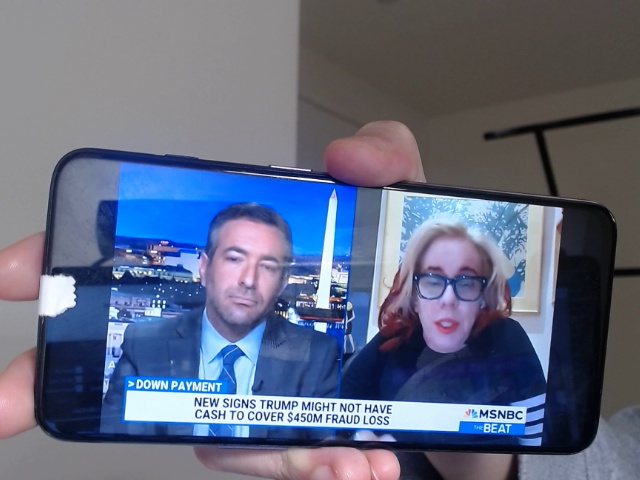 > DOWN PAYMENT
NEW SIGNS TRUMP MIGHT NOT HAVE
CASH TO COVER $450M FRAUD LOSS
MSNBC
THE BEAT